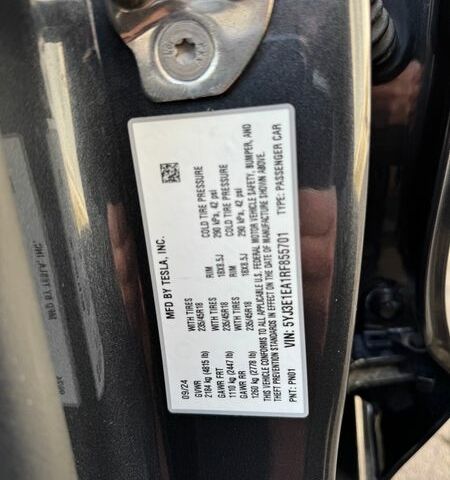 MFD BY TESLA, INC.
09/24
GVWR WITH TIRES RIM COLD TIRE PRESSURE
2184 kg (4815 lb) 235/45R18 18X8.5J 290 kPa, 42 psi
GAWR FRT WITH TIRES RIM COLD TIRE PRESSURE
1110 kg (2447 lb) 235/45R18 18X8.5J 290 kPa, 42 psi
GAWR RR
1260 kg (2778 lb)
THIS VEHICLE CONFORMS TO ALL U.S. FEDERAL MOTOR VEHICLE SAFETY, BUMPER, AND
THEFT PREVENTION STANDARDS IN EFFECT ON THE DATE OF MANUFACTURE SHOWN ABOVE.
VIN: 5YJ3E1EA1RF855701 TYPE: PASSENGER CAR
PNT: PN01